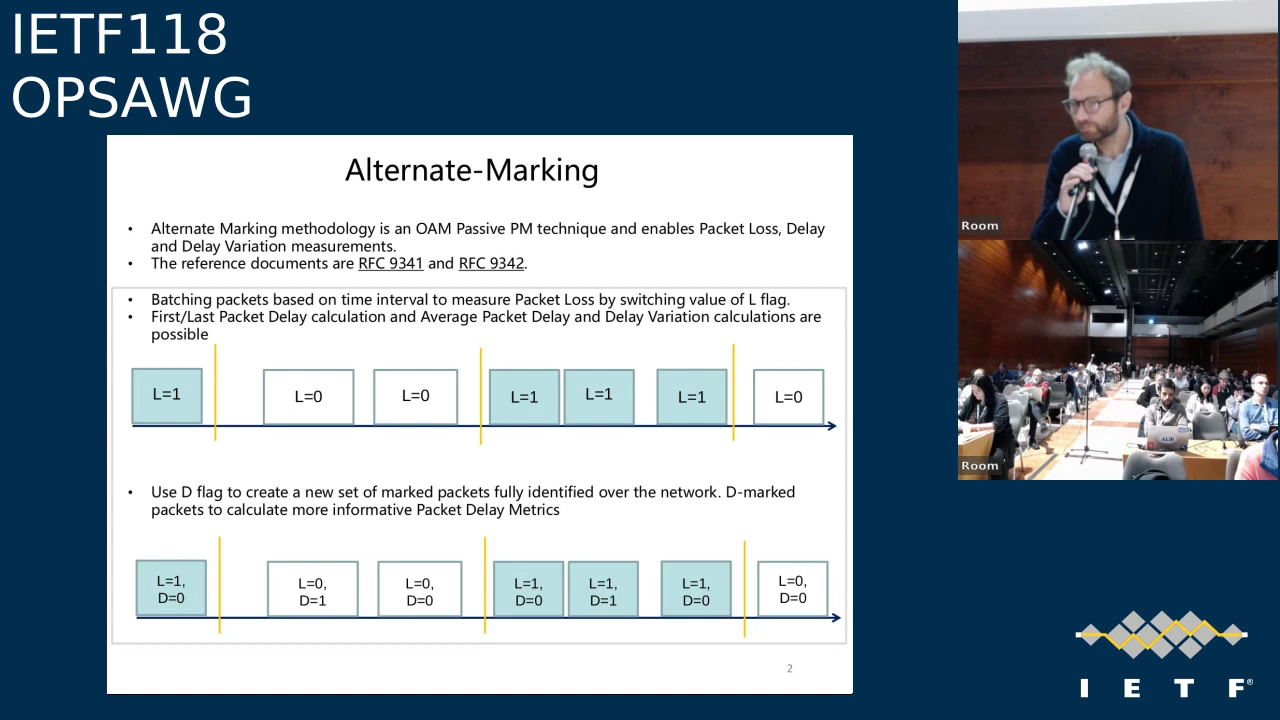 IETF118
OPSAWG
Alternate-Marking
• Alternate Marking methodology is an OAM Passive PM technique and enables Packet Loss, Delay
and Delay Variation measurements.
• The reference documents are RFC 9341 and RFC 9342.
• Batching packets based on time interval to measure Packet Loss by switching value of L flag.
• First/Last Packet Delay calculation and Average Packet Delay and Delay Variation calculations are
possible
L=1 L=0 L=0 L=1 L=1 L=1 L=0
• Use D flag to create a new set of marked packets fully identified over the network. D-marked
packets to calculate more informative Packet Delay Metrics
L=1, L=0, L=0, L=1, L=1, L=1, L=0,
D=0 D=1 D=0 D=0 D=1 D=0 D=0
2
Room
Room
I E T F®